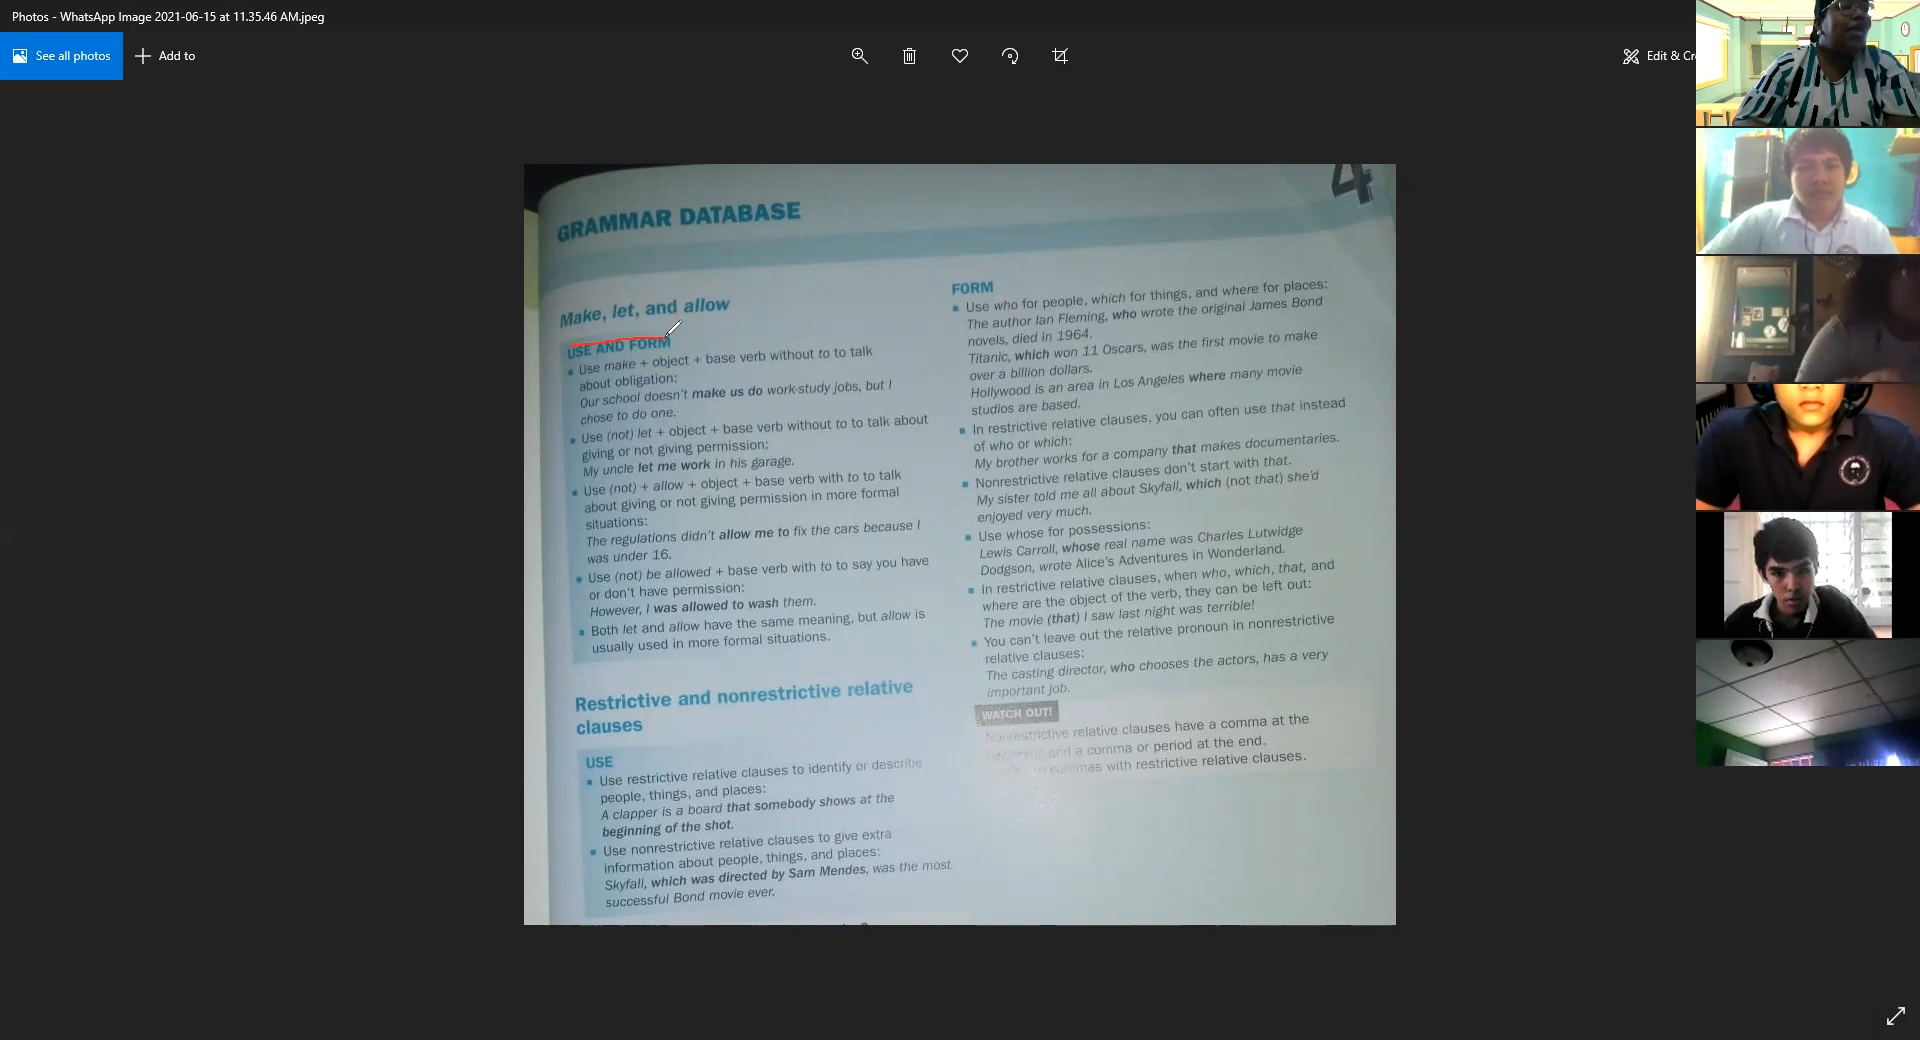 Photos - WhatsApp Image 2021-06-15 at 11.35.46 AM.jpeg
See all photos
Add to
Edit & Cr
4
GRAMMAR DATABASE
Make, let, and allow
USE AND FORM
Use make + object + base verb without to to talk
about obligation:
Our school doesn't make us do work-study jobs, but I
chose to do one.
Use (not) let + object + base verb without to to talk about
giving or not giving permission:
My uncle let me work in his garage.
Use (not) + allow + object + base verb with to to talk
about giving or not giving permission in more formal
situations:
The regulations didn't allow me to fix the cars because I
was under 16.
Use (not) be allowed + base verb with to to say you have
or don't have permission:
However, I was allowed to wash them.
Both let and allow have the same meaning, but allow is
usually used in more formal situations.
Restrictive and nonrestrictive relative
clauses
USE
Use restrictive relative clauses to identify or describe
people, things, and places:
A clapper is a board that somebody shows at the
beginning of the shot.
Use nonrestrictive relative clauses to give extra
information about people, things, and places:
Skyfall, which was directed by Sam Mendes, was the most
successful Bond movie ever.
FORM
Use who for people, which for things, and where for places:
The author Ian Fleming, who wrote the original James Bond
novels, died in 1964.
Titanic, which won 11 Oscars, was the first movie to make
over a billion dollars.
Hollywood is an area in Los Angeles where many movie
studios are based.
In restrictive relative clauses, you can often use that instead
of who or which:
My brother works for a company that makes documentaries.
Nonrestrictive relative clauses don't start with that.
My sister told me all about Skyfall, which (not that) she'd
enjoyed very much.
Use whose for possessions:
Lewis Carroll, whose real name was Charles Lutwidge
Dodgson, wrote Alice's Adventures in Wonderland.
In restrictive relative clauses, when who, which, that, and
where are the object of the verb, they can be left out:
The movie (that) I saw last night was terrible!
You can't leave out the relative pronoun in nonrestrictive
relative clauses:
The casting director, who chooses the actors, has a very
important job.
WATCH OUT!
Nonrestrictive relative clauses have a comma at the
beginning and a comma or period at the end.
commas with restrictive relative clauses.